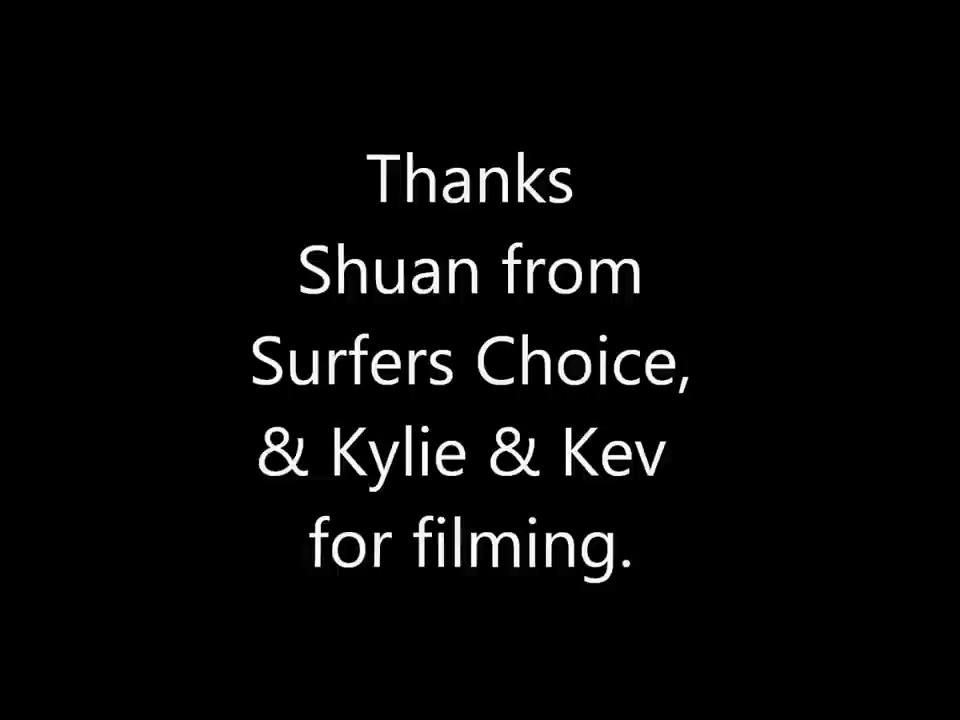 Thanks
Shuan from
Surfers Choice,
& Kylie & Kev
for filming.